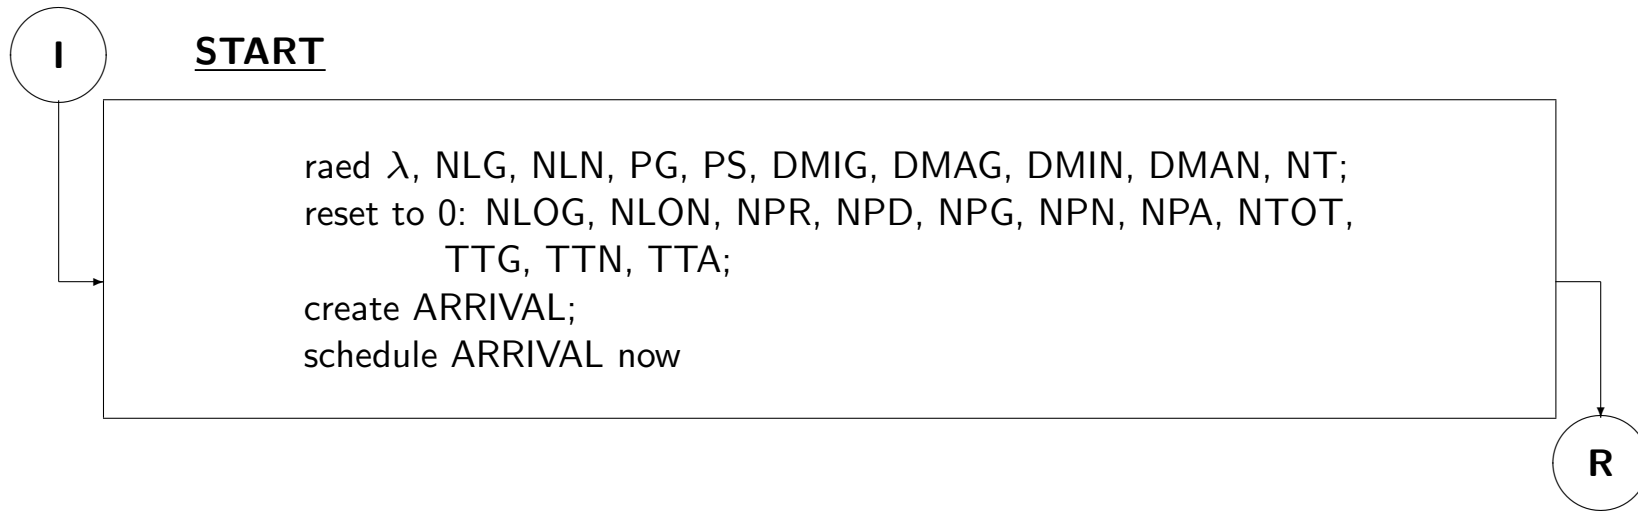 I
START
raed λ, NLG, NLN, PG, PS, DMIG, DMAG, DMIN, DMAN, NT;
reset to 0: NLOG, NLON, NPR, NPD, NPG, NPN, NPA, NTOT,
TTG, TTN, TTA;
create ARRIVAL;
schedule ARRIVAL now
R